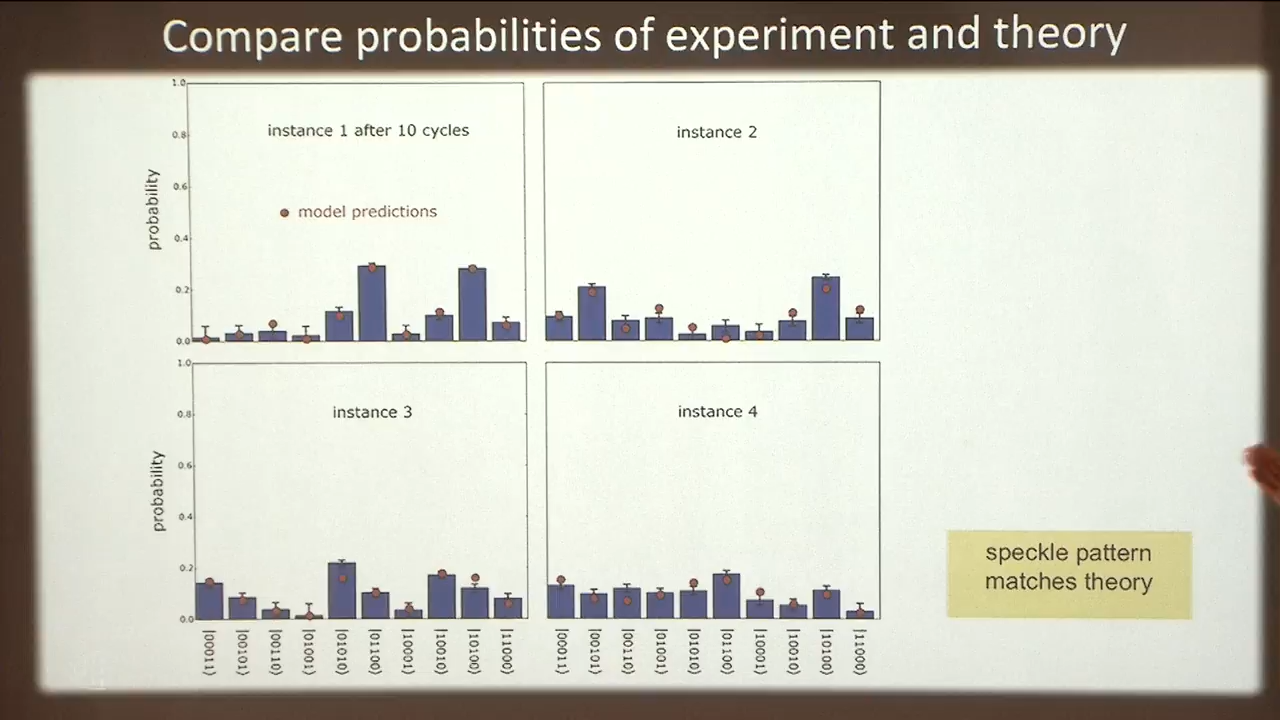 Compare probabilities of experiment and theory
1.0
0.8
0.6
0.4
0.2
0.0
probability
instance 1 after 10 cycles
model predictions
instance 2
1.0
0.8
0.6
0.4
0.2
0.0
probability
instance 3
instance 4
|00011⟩ |00101⟩ |00110⟩ |01001⟩ |01010⟩ |01100⟩ |10001⟩ |10010⟩ |10100⟩ |11000⟩
|00011⟩ |00101⟩ |00110⟩ |01001⟩ |01010⟩ |01100⟩ |10001⟩ |10010⟩ |10100⟩ |11000⟩
speckle pattern
matches theory